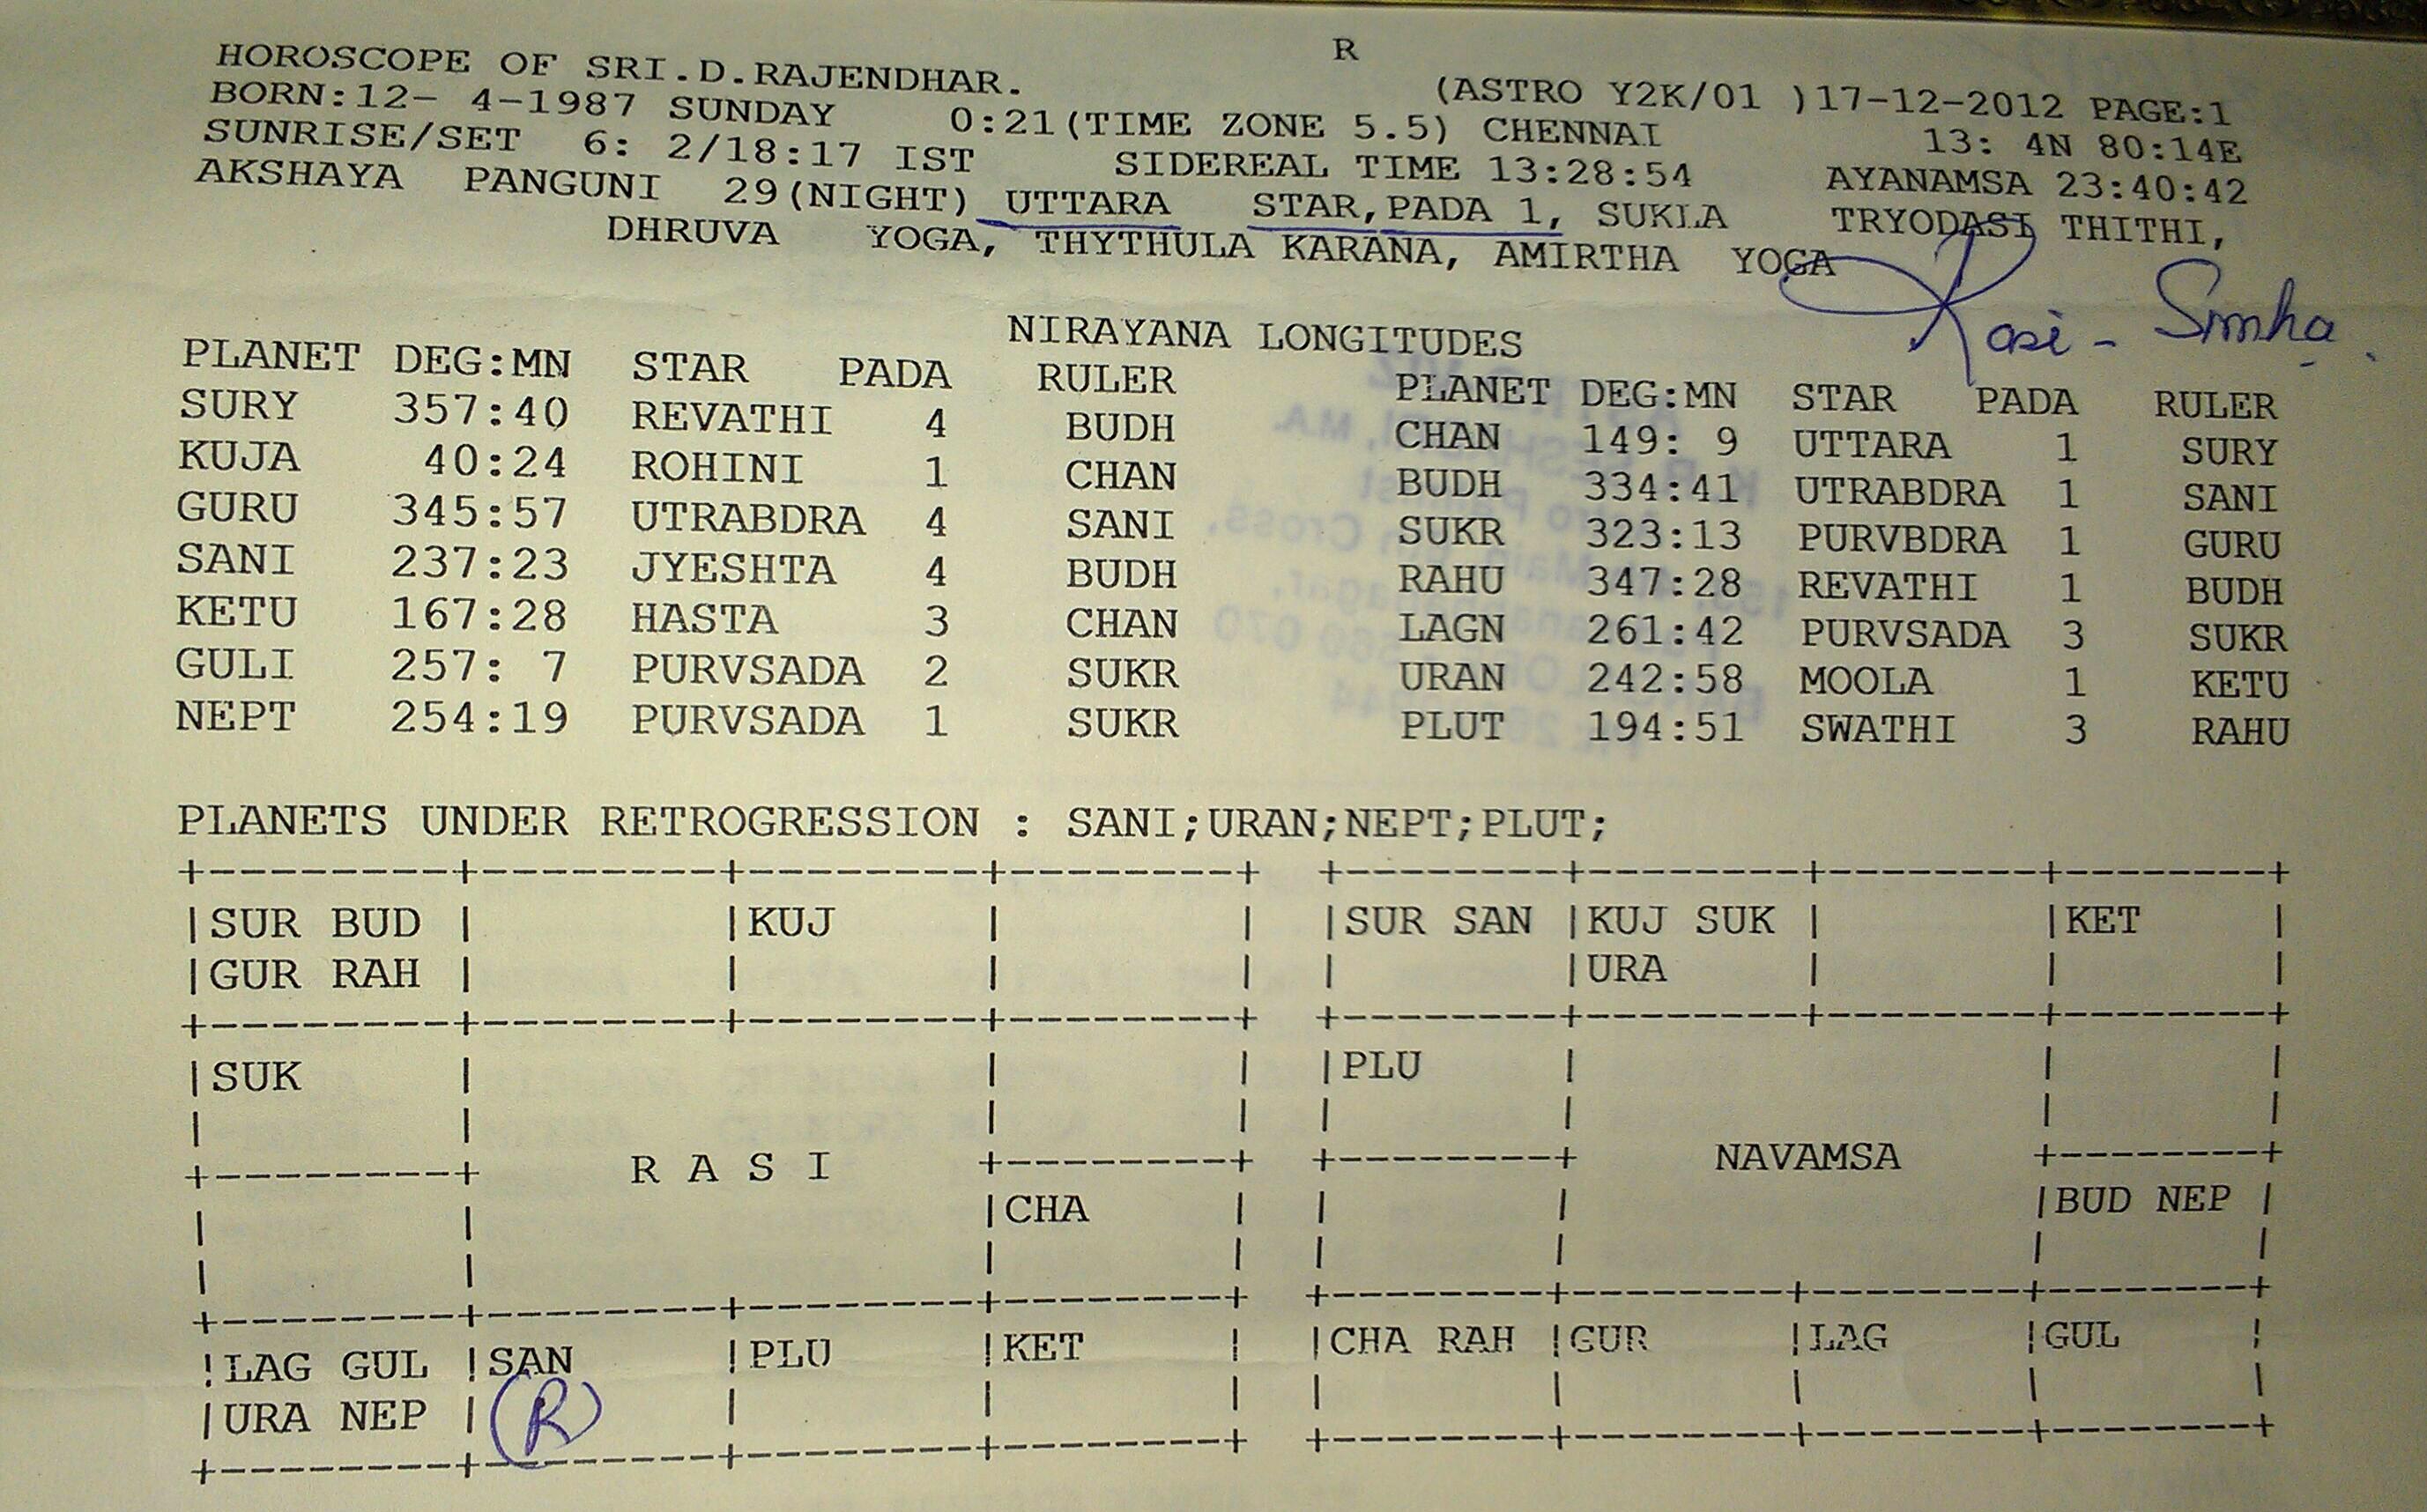 R
HOROSCOPE OF SRI.D.RAJENDHAR. (ASTRO Y2K/01 )17-12-2012 PAGE:1
BORN:12- 4-1987 SUNDAY 0:21(TIME ZONE 5.5) CHENNAI 13: 4N 80:14E
SUNRISE/SET 6: 2/18:17 IST SIDEREAL TIME 13:28:54 AYANAMSA 23:40:42
AKSHAYA PANGUNI 29(NIGHT) UTTARA STAR,PADA 1, SUKLA TRYODASI THITHI,
DHRUVA YOGA, THYTHULA KARANA, AMIRTHA YOGA
Rasi - Simha
NIRAYANA LONGITUDES
PLANET DEG:MN STAR PADA RULER PLANET DEG:MN STAR PADA RULER
SURY 357:40 REVATHI 4 BUDH CHAN 149: 9 UTTARA 1 SURY
KUJA 40:24 ROHINI 1 CHAN BUDH 334:41 UTRABDRA 1 SANI
GURU 345:57 UTRABDRA 4 SANI SUKR 323:13 PURVBDRA 1 GURU
SANI 237:23 JYESHTA 4 BUDH RAHU 347:28 REVATHI 1 BUDH
KETU 167:28 HASTA 3 CHAN LAGN 261:42 PURVSADA 3 SUKR
GULI 257: 7 PURVSADA 2 SUKR URAN 242:58 MOOLA 1 KETU
NEPT 254:19 PURVSADA 1 SUKR PLUT 194:51 SWATHI 3 RAHU
PLANETS UNDER RETROGRESSION : SANI;URAN;NEPT;PLUT;
SUR BUD KUJ SUR SAN KUJ SUK KET
GUR RAH URA
SUK PLU
R A S I NAVAMSA
CHA BUD NEP
LAG GUL SAN PLU KET CHA RAH GUR LAG GUL
URA NEP (R)